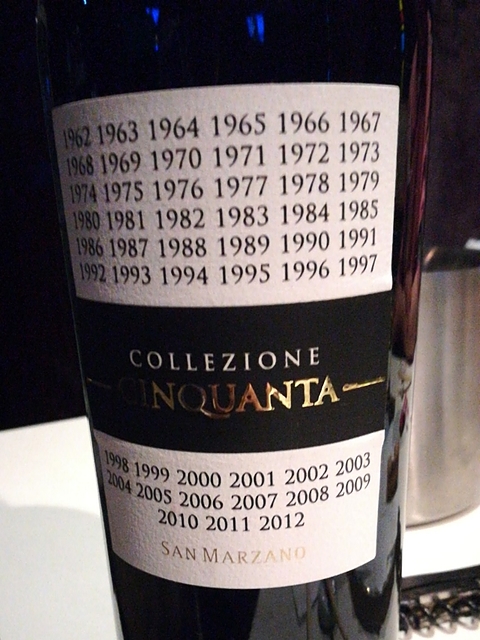 1962 1963 1964 1965 1966 1967
1968 1969 1970 1971 1972 1973
1974 1975 1976 1977 1978 1979
1980 1981 1982 1983 1984 1985
1986 1987 1988 1989 1990 1991
1992 1993 1994 1995 1996 1997
COLLEZIONE
CINQUANTA
1998 1999 2000 2001 2002 2003
2004 2005 2006 2007 2008 2009
2010 2011 2012
SAN MARZANO